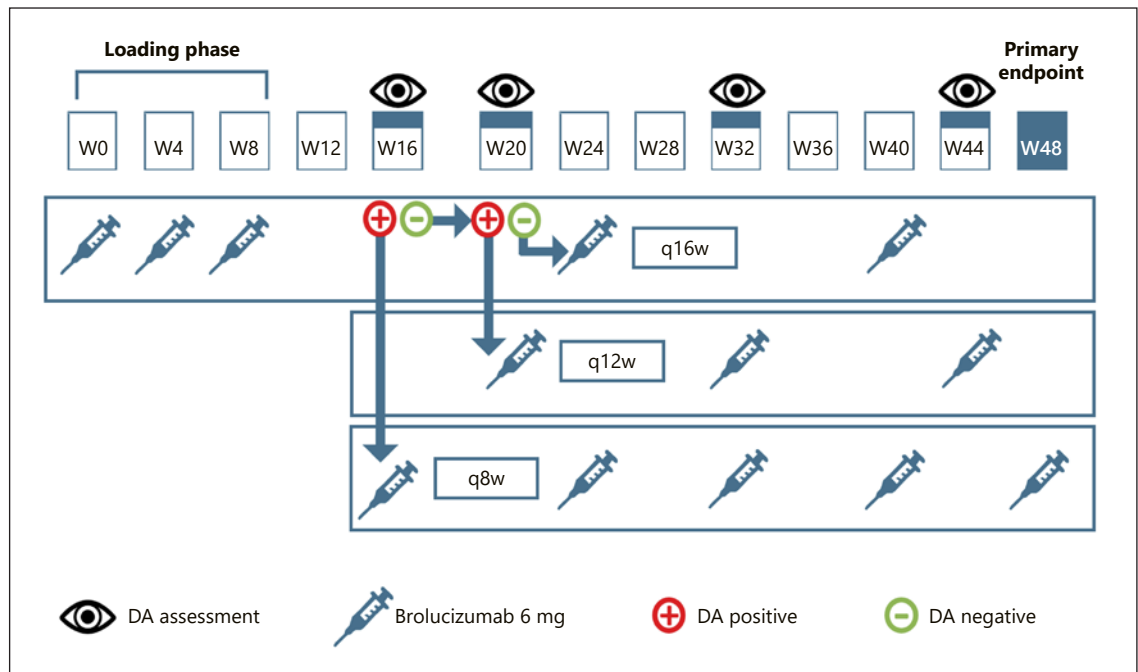 Loading phase
Primary
endpoint
W0 W4 W8 W12 W16 W20 W24 W28 W32 W36 W40 W44 W48
q16w
q12w
q8w
DA assessment Brolucizumab 6 mg DA positive DA negative